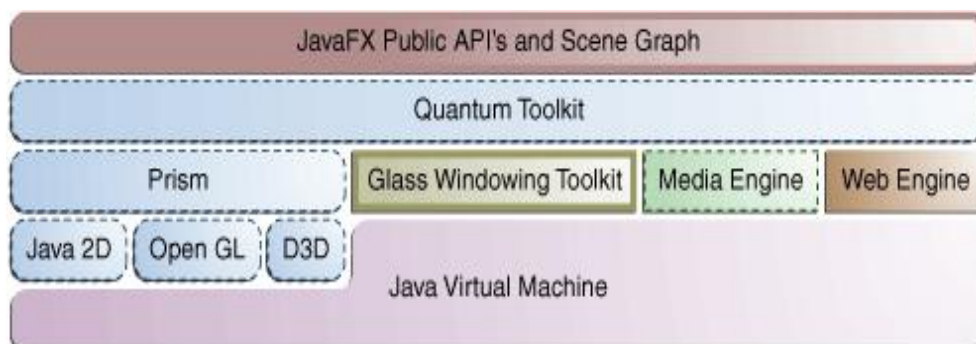 JavaFX Public API's and Scene Graph
Quantum Toolkit
Prism
Glass Windowing Toolkit
Media Engine
Web Engine
Java 2D
Open GL
D3D
Java Virtual Machine